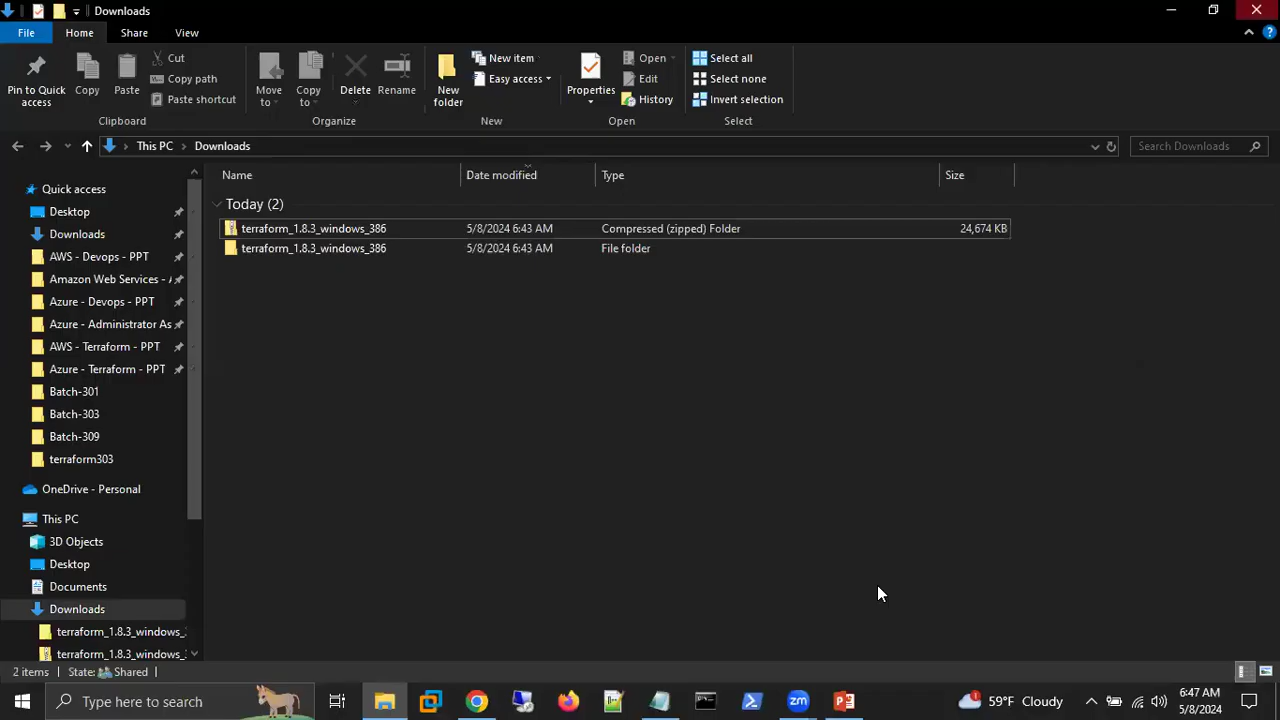 Downloads
File
Home
Share
View
Pin to Quick access
Copy
Paste
Cut
Copy path
Paste shortcut
Clipboard
Move to
Copy to
Delete
Rename
Organize
New folder
New item
Easy access
New
Properties
Open
Edit
History
Open
Select all
Select none
Invert selection
Select
This PC
Downloads
Search Downloads
Name
Date modified
Type
Size
Today (2)
terraform_1.8.3_windows_386 5/8/2024 6:43 AM Compressed (zipped) Folder 24,674 KB
terraform_1.8.3_windows_386 5/8/2024 6:43 AM File folder
Quick access
Desktop
Downloads
AWS - Devops - PPT
Amazon Web Services -
Azure - Devops - PPT
Azure - Administrator As
AWS - Terraform - PPT
Azure - Terraform - PPT
Batch-301
Batch-303
Batch-309
terraform303
OneDrive - Personal
This PC
3D Objects
Desktop
Documents
Downloads
terraform_1.8.3_windows_
terraform_1.8.3_windows_
2 items
State:
Shared
Type here to search
59°F Cloudy
6:47 AM
5/8/2024